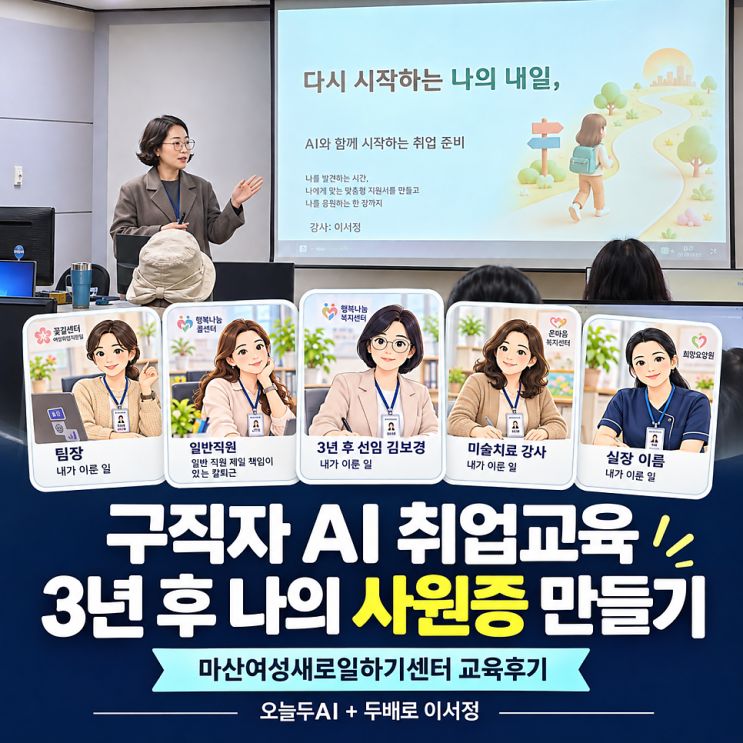 다시 시작하는 나의 내일,
AI와 함께 시작하는 취업 준비
나를 발견하는 시간,
나에게 맞는 맞춤형 지원서를 만들고
나를 응원하는 한 장까지
강사: 이서정
꽃길센터
여성취업지원팀
팀장
내가 이룬 일
행복나눔
콜센터
일반직원
일반 직원 제일 책임이
있는 칼퇴근
행복나눔
복지센터
3년 후 선임 김보경
내가 이룬 일
온마음
복지센터
미술치료 강사
내가 이룬 일
희망요양원
실장 이름
내가 이룬 일
구직자 AI 취업교육
3년 후 나의 사원증 만들기
마산여성새로일하기센터 교육후기
오늘두AI + 두배로 이서정